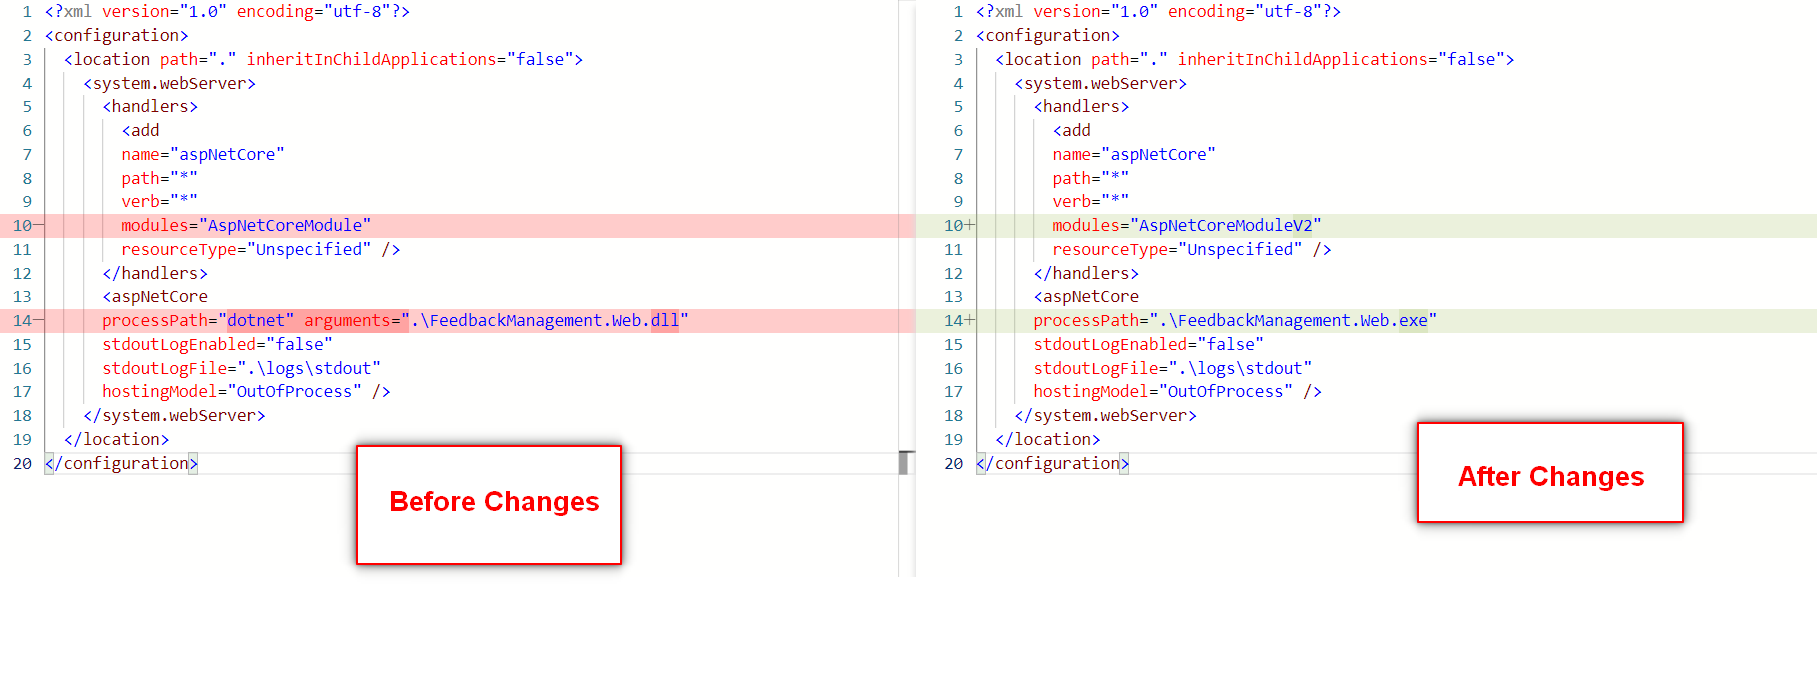 1 <?xml version="1.0" encoding="utf-8"?>
2 <configuration>
3 <location path="." inheritInChildApplications="false">
4 <system.webServer>
5 <handlers>
6 <add
7 name="aspNetCore"
8 path="*"
9 verb="*"
10− modules="AspNetCoreModule"
11 resourceType="Unspecified" />
12 </handlers>
13 <aspNetCore
14− processPath="dotnet" arguments=".\FeedbackManagement.Web.dll"
15 stdoutLogEnabled="false"
16 stdoutLogFile=".\logs\stdout"
17 hostingModel="OutOfProcess" />
18 </system.webServer>
19 </location>
20 </configuration>
Before Changes
1 <?xml version="1.0" encoding="utf-8"?>
2 <configuration>
3 <location path="." inheritInChildApplications="false">
4 <system.webServer>
5 <handlers>
6 <add
7 name="aspNetCore"
8 path="*"
9 verb="*"
10+ modules="AspNetCoreModuleV2"
11 resourceType="Unspecified" />
12 </handlers>
13 <aspNetCore
14+ processPath=".\FeedbackManagement.Web.exe"
15 stdoutLogEnabled="false"
16 stdoutLogFile=".\logs\stdout"
17 hostingModel="OutOfProcess" />
18 </system.webServer>
19 </location>
20 </configuration>
After Changes